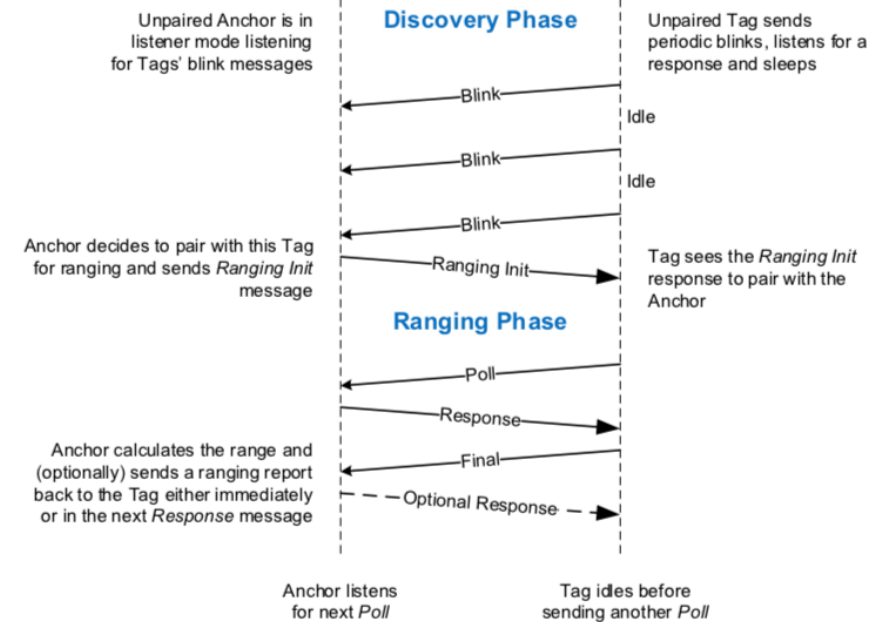 Discovery Phase
Unpaired Anchor is in
listener mode listening
for Tags' blink messages
Unpaired Tag sends
periodic blinks, listens for a
response and sleeps
Blink
Idle
Blink
Idle
Blink
Anchor decides to pair with this Tag
for ranging and sends Ranging Init
message
Ranging Init
Tag sees the Ranging Init
response to pair with the
Anchor
Ranging Phase
Poll
Response
Final
Anchor calculates the range and
(optionally) sends a ranging report
back to the Tag either immediately
or in the next Response message
Optional Response
Anchor listens
for next Poll
Tag idles before
sending another Poll